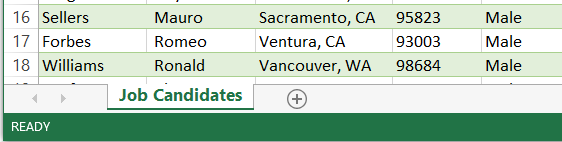 16 Sellers Mauro Sacramento, CA 95823 Male
17 Forbes Romeo Ventura, CA 93003 Male
18 Williams Ronald Vancouver, WA 98684 Male
Job Candidates
READY